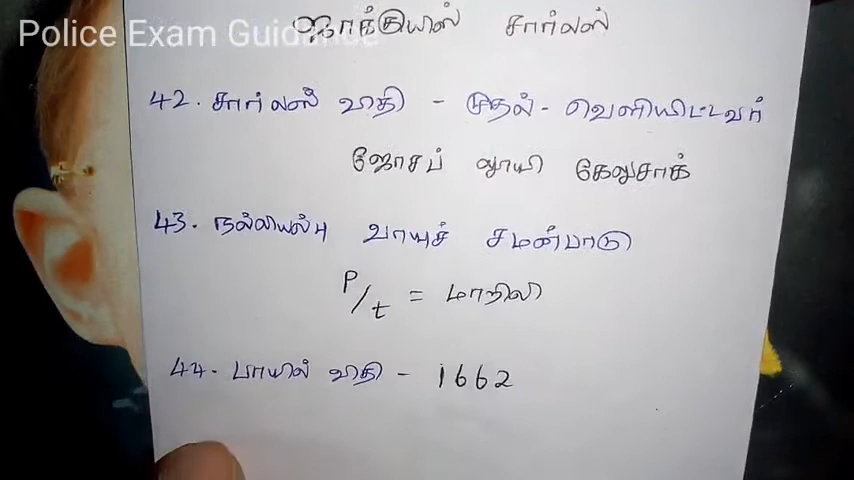 Police Exam Guidance
ஜாக்குயிஸ் சார்லஸ்
42. சார்லஸ் விதி - முதல் - வெளியிட்டவர்
ஜோசப் லூயி கேலுசாக்
43. நல்லியல்பு வாயுச் சமன்பாடு
P/t = மாறிலி
44. பாயில் விதி - 1662